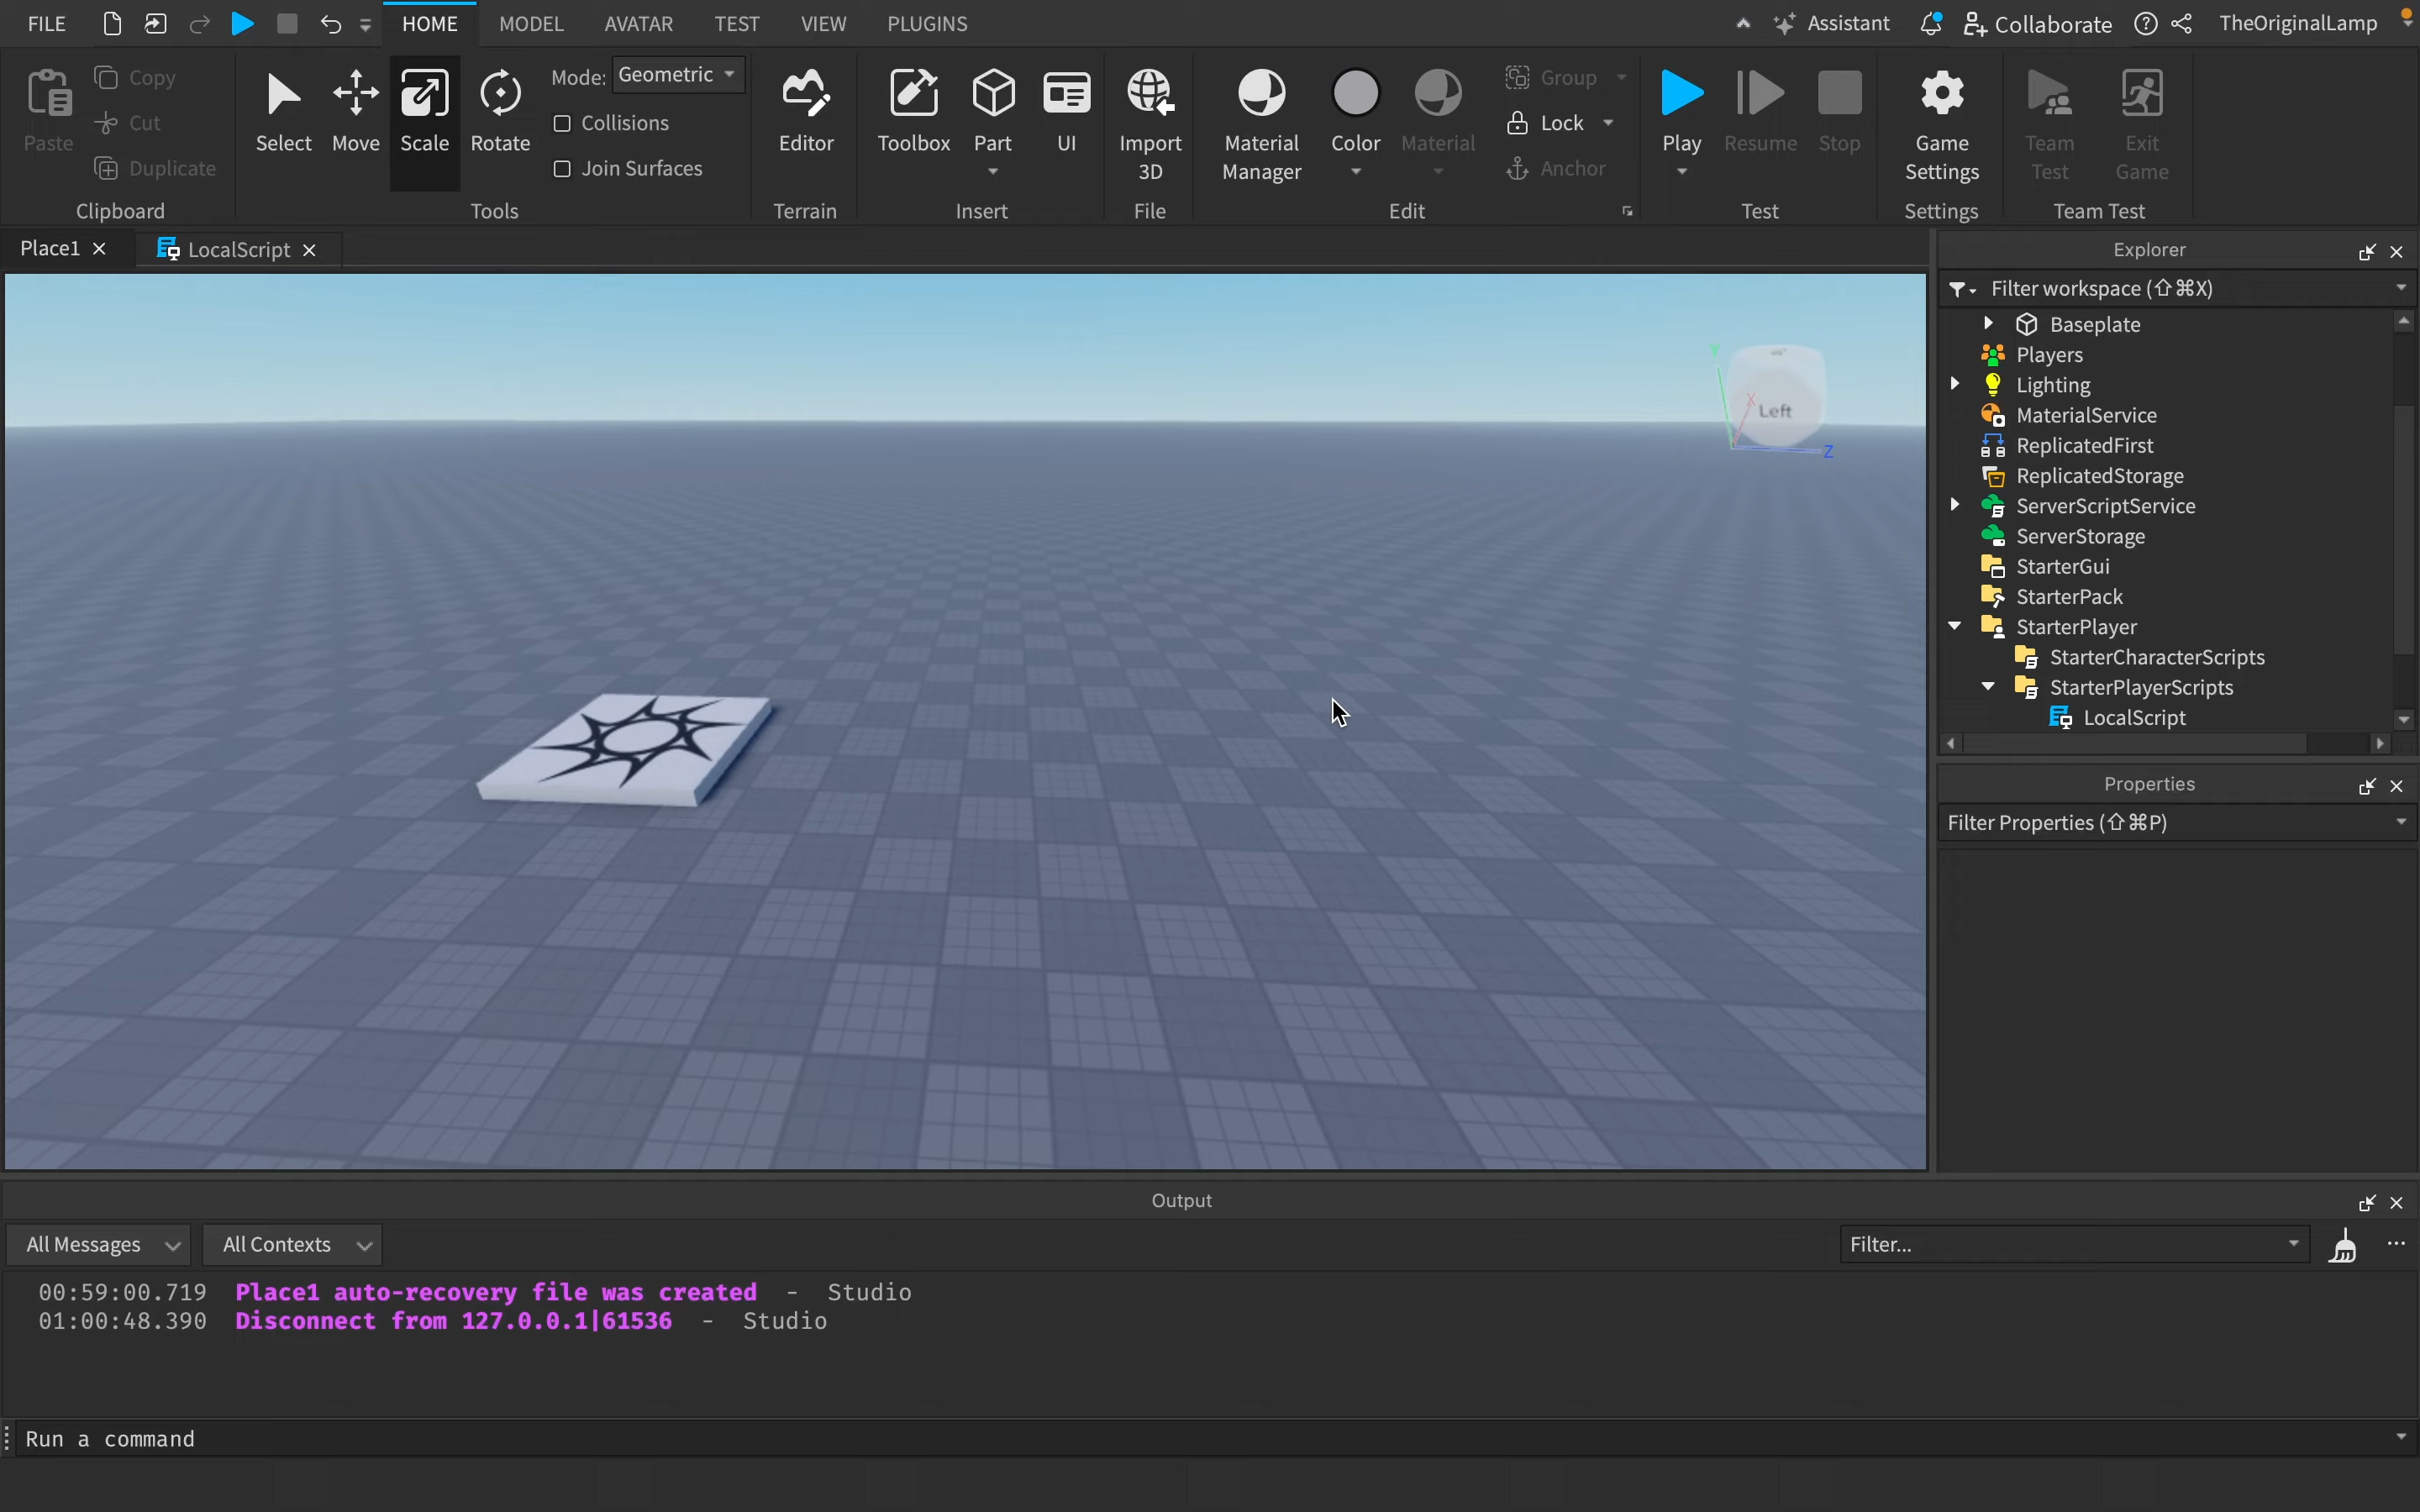 FILE HOME MODEL AVATAR TEST VIEW PLUGINS Assistant Collaborate TheOriginalLamp
Paste
Copy
Cut
Duplicate
Clipboard
Select Move Scale Rotate
Mode: Geometric
Collisions
Join Surfaces
Tools
Editor
Terrain
Toolbox Part UI
Insert
Import
3D
File
Material
Manager
Color
Material
Group
Lock
Anchor
Edit
Play Resume Stop
Test
Game
Settings
Settings
Team
Test
Exit
Game
Team Test
Place1 LocalScript
Y
X
Left
Z
Explorer
Filter workspace (⇧⌘X)
Baseplate
Players
Lighting
MaterialService
ReplicatedFirst
ReplicatedStorage
ServerScriptService
ServerStorage
StarterGui
StarterPack
StarterPlayer
StarterCharacterScripts
StarterPlayerScripts
LocalScript
Properties
Filter Properties (⇧⌘P)
Output
All Messages All Contexts Filter...
00:59:00.719 Place1 auto-recovery file was created - Studio
01:00:48.390 Disconnect from 127.0.0.1|61536 - Studio
Run a command